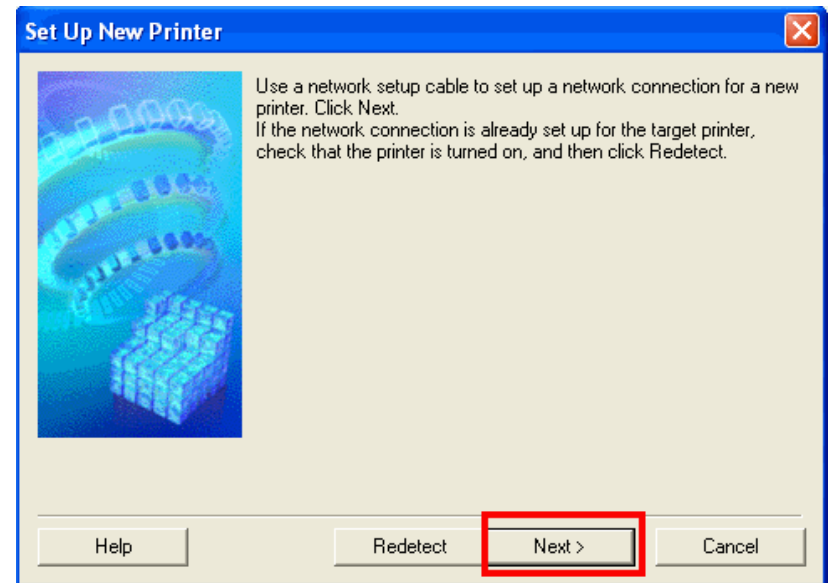 Set Up New Printer
Use a network setup cable to set up a network connection for a new
printer. Click Next.
If the network connection is already set up for the target printer,
check that the printer is turned on, and then click Redetect.
Help
Redetect
Next >
Cancel